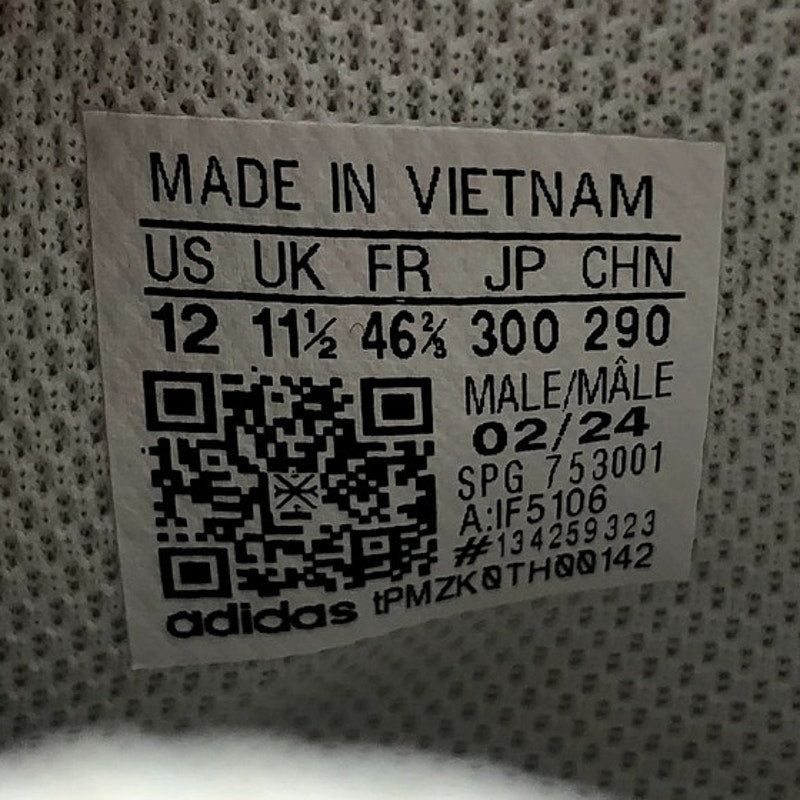 MADE IN VIETNAM
US UK FR JP CHN
12 11½ 46⅔ 300 290
MALE/MÂLE
02/24
SPG 753001
A:IF5106
#134259323
adidas tPMZK0TH00142